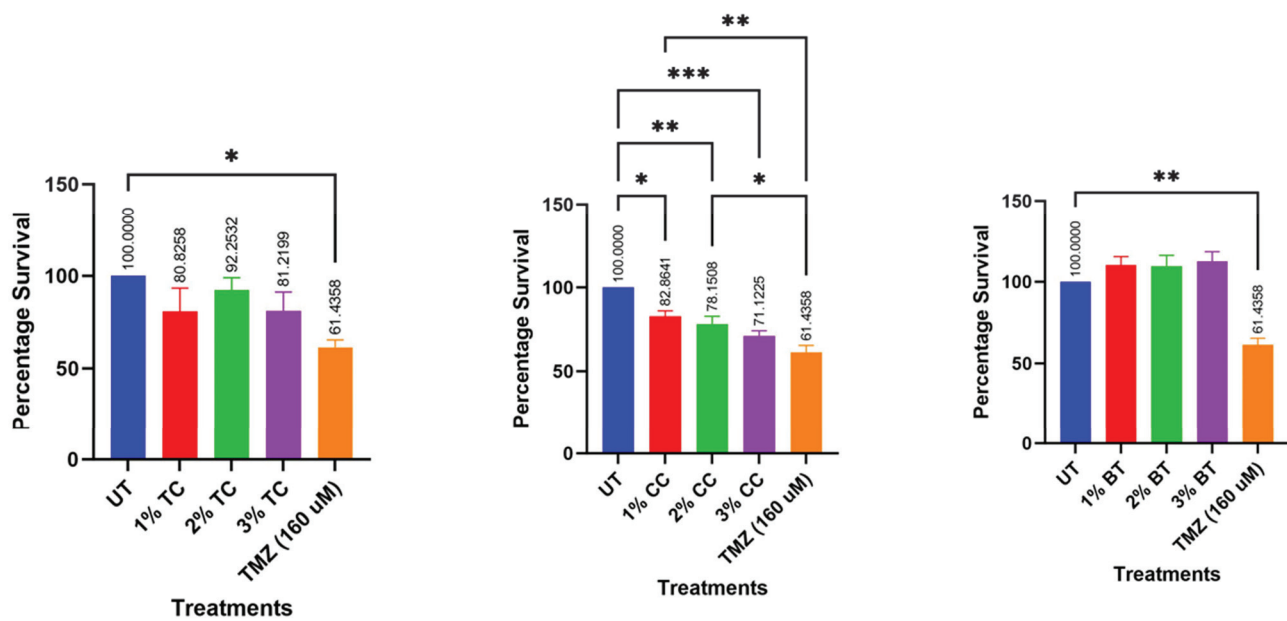 *
Percentage Survival
150
100
50
0
100.0000
80.8258
92.2532
81.2199
61.4358
UT
1% TC
2% TC
3% TC
TMZ (160 uM)
Treatments
**
***
**
*
*
Percentage Survival
150
100
50
0
100.0000
82.8641
78.1508
71.1225
61.4358
UT
1% CC
2% CC
3% CC
TMZ (160 uM)
Treatments
**
Percentage Survival
150
100
50
0
100.0000
61.4358
UT
1% BT
2% BT
3% BT
TMZ (160 uM)
Treatments